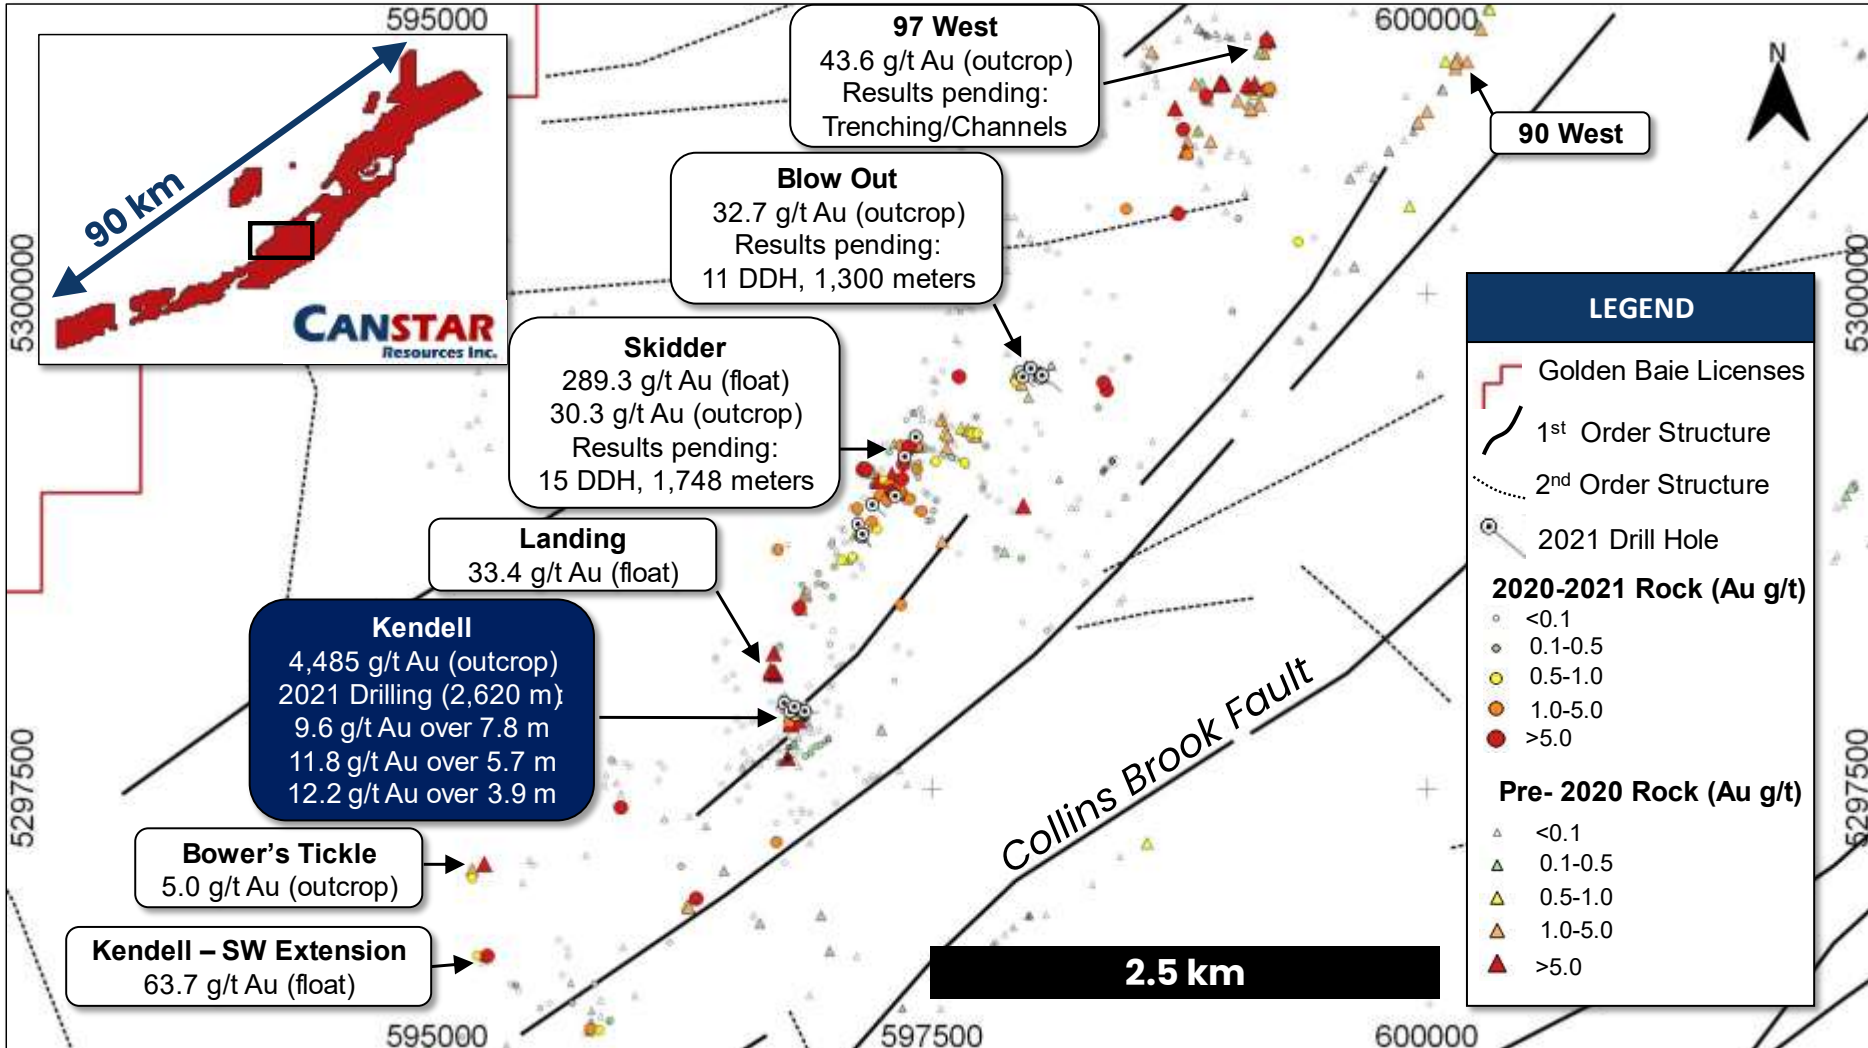 595000
600000
97 West
43.6 g/t Au (outcrop)
Results pending:
Trenching/Channels
N
90 West
90 km
CANSTAR
Resources Inc.
Blow Out
32.7 g/t Au (outcrop)
Results pending:
11 DDH, 1,300 meters
5300000
5300000
Skidder
289.3 g/t Au (float)
30.3 g/t Au (outcrop)
Results pending:
15 DDH, 1,748 meters
Landing
33.4 g/t Au (float)
Kendell
4,485 g/t Au (outcrop)
2021 Drilling (2,620 m):
9.6 g/t Au over 7.8 m
11.8 g/t Au over 5.7 m
12.2 g/t Au over 3.9 m
Bower's Tickle
5.0 g/t Au (outcrop)
Kendell – SW Extension
63.7 g/t Au (float)
Collins Brook Fault
5297500
5297500
2.5 km
LEGEND
Golden Baie Licenses
1st Order Structure
2nd Order Structure
2021 Drill Hole
2020-2021 Rock (Au g/t)
<0.1
0.1-0.5
0.5-1.0
1.0-5.0
>5.0
Pre- 2020 Rock (Au g/t)
<0.1
0.1-0.5
0.5-1.0
1.0-5.0
>5.0
595000
597500
600000